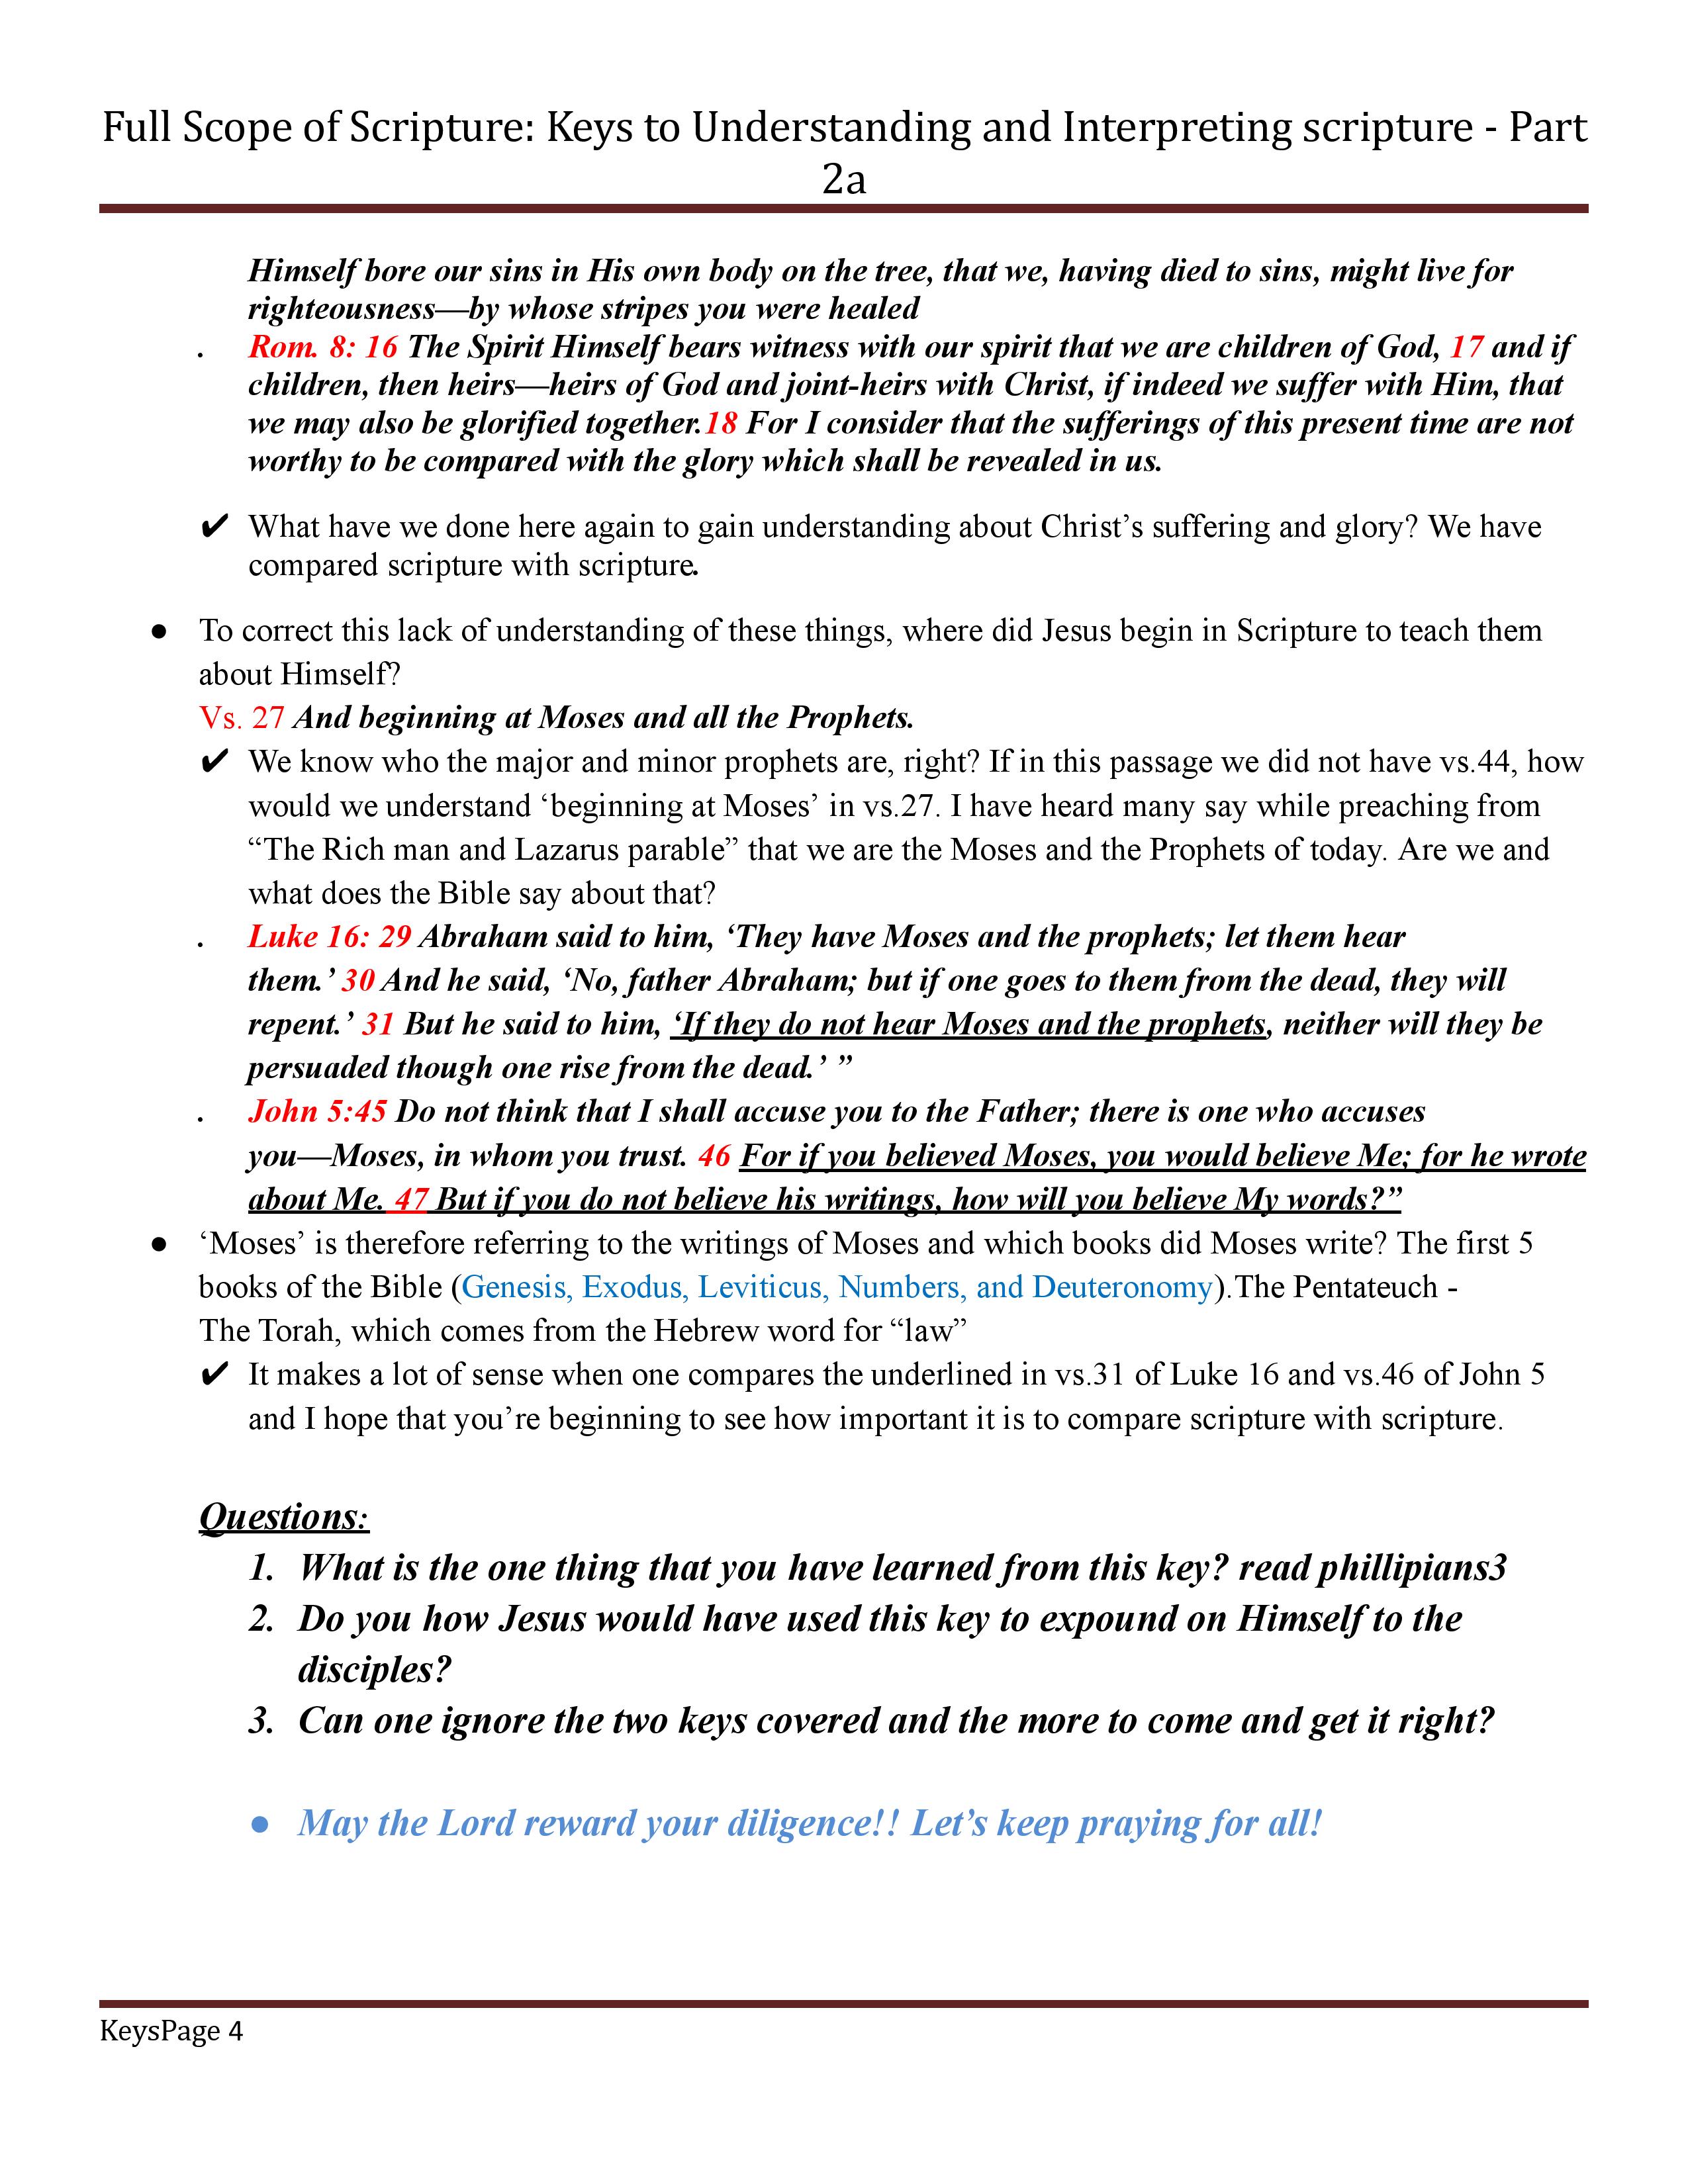 Full Scope of Scripture: Keys to Understanding and Interpreting scripture - Part
2a
Himself bore our sins in His own body on the tree, that we, having died to sins, might live for
righteousness—by whose stripes you were healed
. Rom. 8: 16 The Spirit Himself bears witness with our spirit that we are children of God, 17 and if
children, then heirs—heirs of God and joint-heirs with Christ, if indeed we suffer with Him, that
we may also be glorified together.18 For I consider that the sufferings of this present time are not
worthy to be compared with the glory which shall be revealed in us.
✔ What have we done here again to gain understanding about Christ’s suffering and glory? We have
compared scripture with scripture.
● To correct this lack of understanding of these things, where did Jesus begin in Scripture to teach them
about Himself?
Vs. 27 And beginning at Moses and all the Prophets.
✔ We know who the major and minor prophets are, right? If in this passage we did not have vs.44, how
would we understand ‘beginning at Moses’ in vs.27. I have heard many say while preaching from
“The Rich man and Lazarus parable” that we are the Moses and the Prophets of today. Are we and
what does the Bible say about that?
. Luke 16: 29 Abraham said to him, ‘They have Moses and the prophets; let them hear
them.’ 30 And he said, ‘No, father Abraham; but if one goes to them from the dead, they will
repent.’ 31 But he said to him, ‘If they do not hear Moses and the prophets, neither will they be
persuaded though one rise from the dead.’ ”
. John 5:45 Do not think that I shall accuse you to the Father; there is one who accuses
you—Moses, in whom you trust. 46 For if you believed Moses, you would believe Me; for he wrote
about Me. 47 But if you do not believe his writings, how will you believe My words?”
● ‘Moses’ is therefore referring to the writings of Moses and which books did Moses write? The first 5
books of the Bible (Genesis, Exodus, Leviticus, Numbers, and Deuteronomy).The Pentateuch -
The Torah, which comes from the Hebrew word for “law”
✔ It makes a lot of sense when one compares the underlined in vs.31 of Luke 16 and vs.46 of John 5
and I hope that you’re beginning to see how important it is to compare scripture with scripture.
Questions:
1. What is the one thing that you have learned from this key? read phillipians3
2. Do you how Jesus would have used this key to expound on Himself to the
disciples?
3. Can one ignore the two keys covered and the more to come and get it right?
● May the Lord reward your diligence!! Let’s keep praying for all!
KeysPage 4